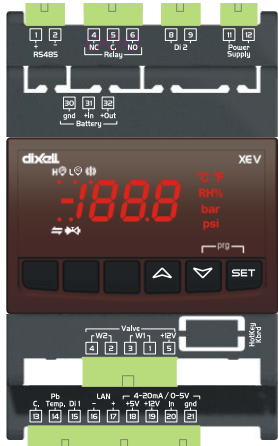 1 2 4 5 6 8 9 11 12
+ - NC C. NO Di 2 Power
RS485 Relay Supply
30 31 32
gnd +In +Out
Battery
dixell XEV
H L
-188.8
°C °F
RH%
bar
psi
prg
SET
Valve
W2 W1 +12V
4 2 3 1 5
HotKey
Kbrd
Pb LAN 4-20mA / 0-5V
C. Temp. Di 1 - + +5V +12V In gnd
13 14 15 16 17 18 19 20 21